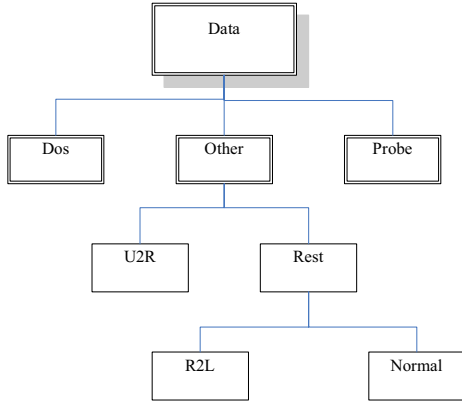 Data
Dos
Other
Probe
U2R
Rest
R2L
Normal